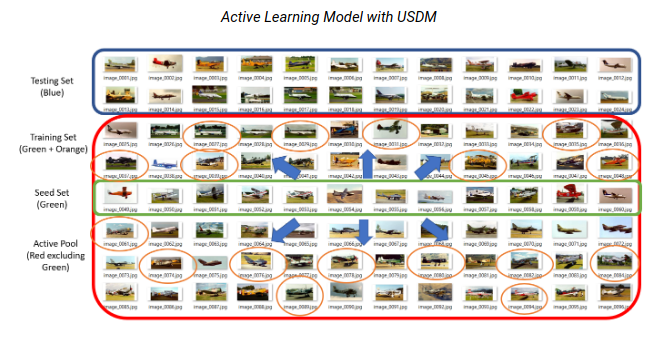 Active Learning Model with USDM
Testing Set
(Blue)
image_0001.jpg image_0002.jpg image_0003.jpg image_0004.jpg image_0005.jpg image_0006.jpg image_0007.jpg image_0008.jpg image_0009.jpg image_0010.jpg image_0011.jpg image_0012.jpg
image_0013.jpg image_0014.jpg image_0015.jpg image_0016.jpg image_0017.jpg image_0018.jpg image_0019.jpg image_0020.jpg image_0021.jpg image_0022.jpg image_0023.jpg image_0024.jpg
Training Set
(Green + Orange)
image_0025.jpg image_0026.jpg image_0027.jpg image_0028.jpg image_0029.jpg image_0030.jpg image_0031.jpg image_0032.jpg image_0033.jpg image_0034.jpg image_0035.jpg image_0036.jpg
image_0037.jpg image_0038.jpg image_0039.jpg image_0040.jpg image_0041.jpg image_0042.jpg image_0043.jpg image_0044.jpg image_0045.jpg image_0046.jpg image_0047.jpg image_0048.jpg
Seed Set
(Green)
image_0049.jpg image_0050.jpg image_0051.jpg image_0052.jpg image_0053.jpg image_0054.jpg image_0055.jpg image_0056.jpg image_0057.jpg image_0058.jpg image_0059.jpg image_0060.jpg
Active Pool
(Red excluding
Green)
image_0061.jpg image_0062.jpg image_0063.jpg image_0064.jpg image_0065.jpg image_0066.jpg image_0067.jpg image_0068.jpg image_0069.jpg image_0070.jpg image_0071.jpg image_0072.jpg
image_0073.jpg image_0074.jpg image_0075.jpg image_0076.jpg image_0077.jpg image_0078.jpg image_0079.jpg image_0080.jpg image_0081.jpg image_0082.jpg image_0083.jpg image_0084.jpg
image_0085.jpg image_0086.jpg image_0087.jpg image_0088.jpg image_0089.jpg image_0090.jpg image_0091.jpg image_0092.jpg image_0093.jpg image_0094.jpg image_0095.jpg image_0096.jpg